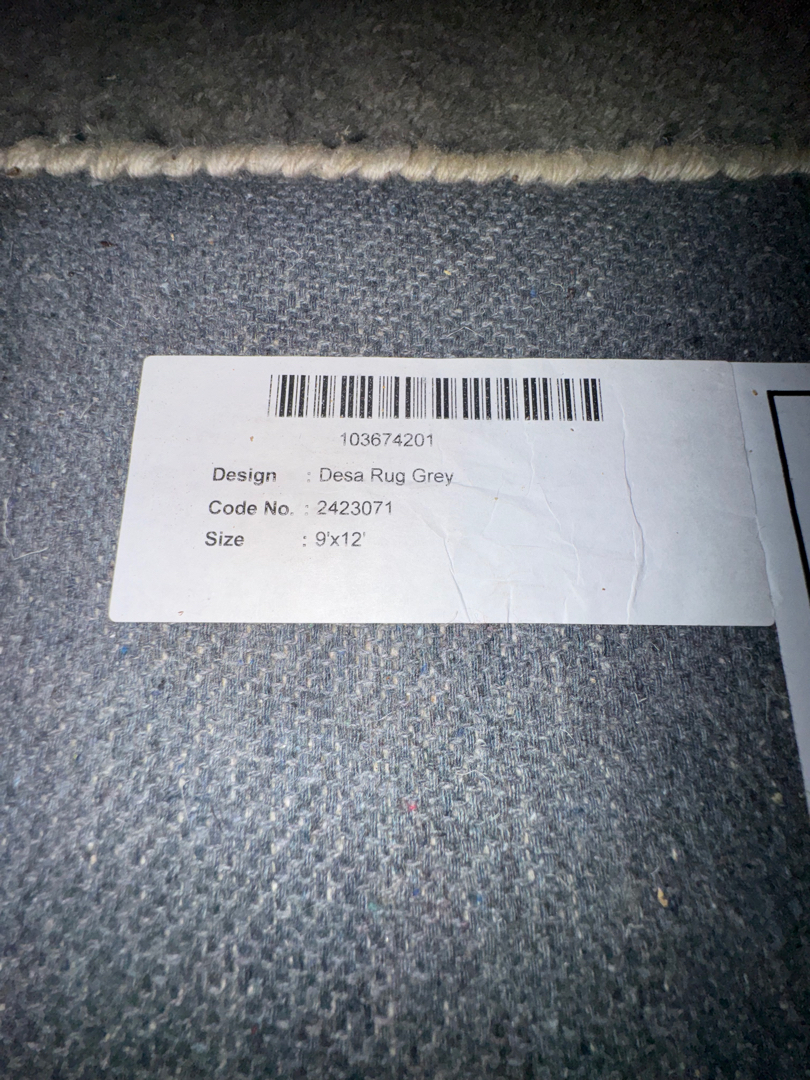 103674201
Design : Desa Rug Grey
Code No. : 2423071
Size : 9'x12'